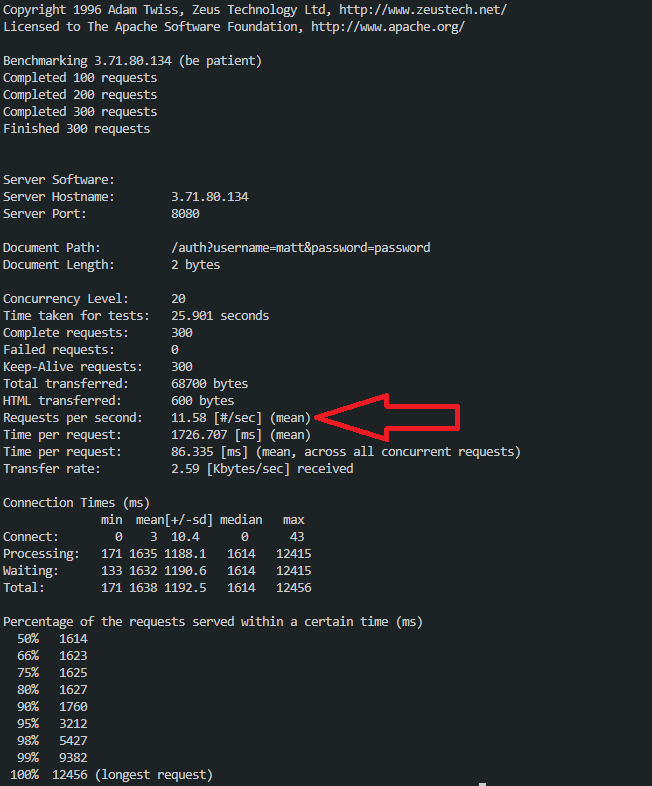 Copyright 1996 Adam Twiss, Zeus Technology Ltd, http://www.zeustech.net/
Licensed to The Apache Software Foundation, http://www.apache.org/

Benchmarking 3.71.80.134 (be patient)
Completed 100 requests
Completed 200 requests
Completed 300 requests
Finished 300 requests

Server Software:
Server Hostname: 3.71.80.134
Server Port: 8080

Document Path: /auth?username=matt&password=password
Document Length: 2 bytes

Concurrency Level: 20
Time taken for tests: 25.901 seconds
Complete requests: 300
Failed requests: 0
Keep-Alive requests: 300
Total transferred: 68700 bytes
HTML transferred: 600 bytes
Requests per second: 11.58 [#/sec] (mean)
Time per request: 1726.707 [ms] (mean)
Time per request: 86.335 [ms] (mean, across all concurrent requests)
Transfer rate: 2.59 [Kbytes/sec] received

Connection Times (ms)
min mean[+/-sd] median max
Connect: 0 3 10.4 0 43
Processing: 171 1635 1188.1 1614 12415
Waiting: 133 1632 1190.6 1614 12415
Total: 171 1638 1192.5 1614 12456

Percentage of the requests served within a certain time (ms)
50% 1614
66% 1623
75% 1625
80% 1627
90% 1760
95% 3212
98% 5427
99% 9382
100% 12456 (longest request)